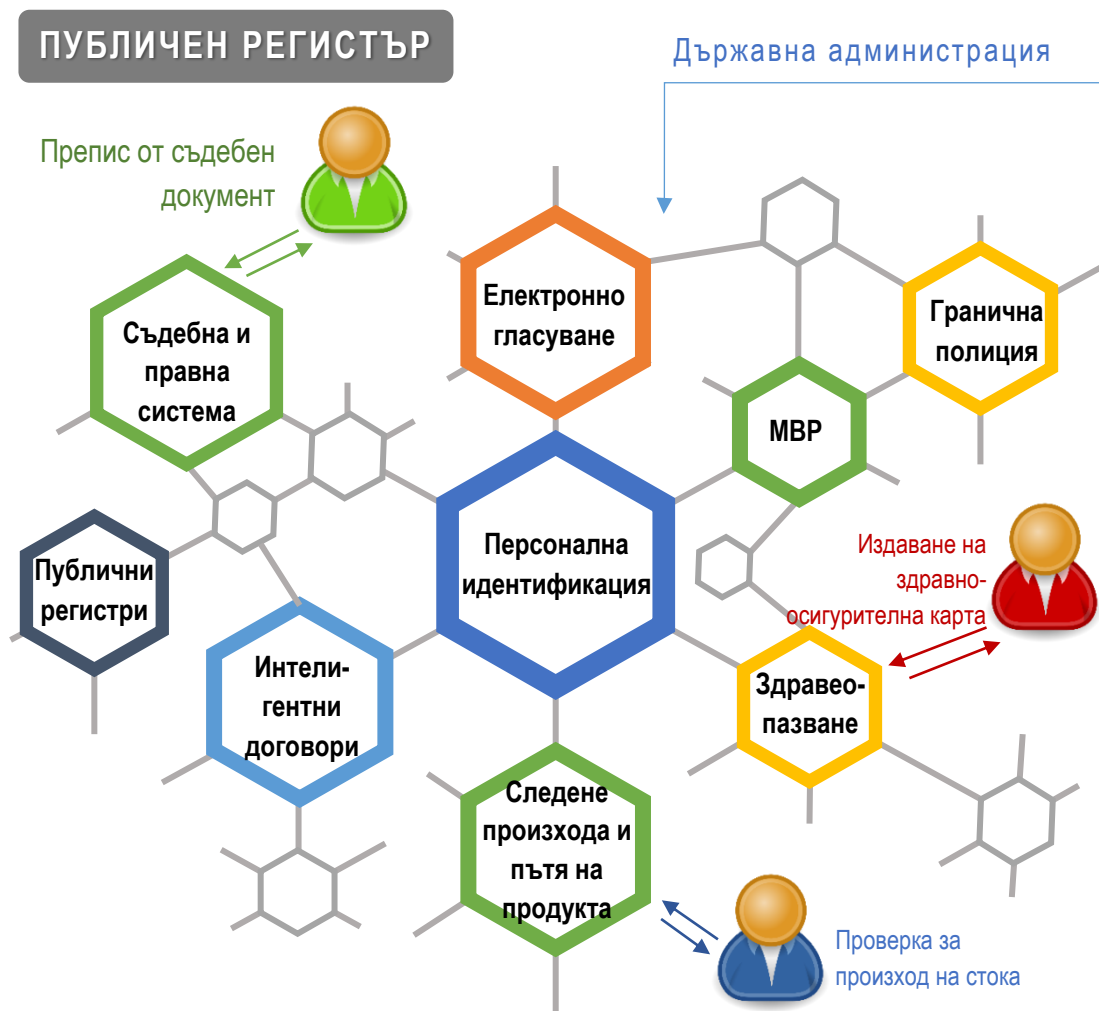 ПУБЛИЧЕН РЕГИСТЪР
Държавна администрация
Препис от съдебен
документ
Електронно
гласуване
Гранична
полиция
Съдебна и
правна
система
МВР
Персонална
идентификация
Издаване на
здравно-
осигурителна карта
Публични
регистри
Интели-
гентни
договори
Здравео-
пазване
Следене
произхода и
пътя на
продукта
Проверка за
произход на стока